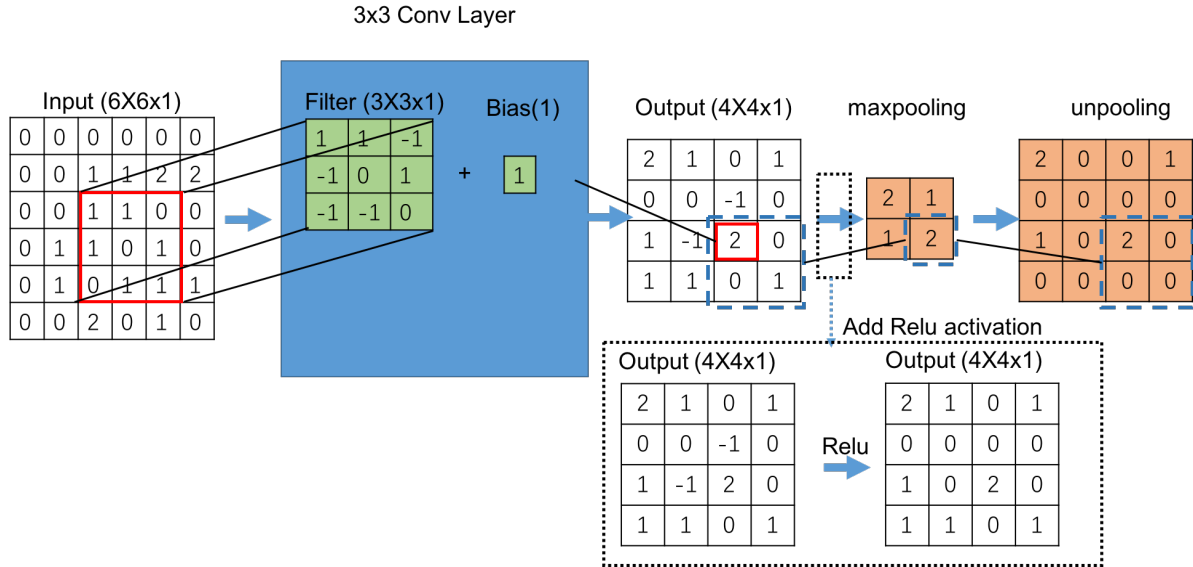 3x3 Conv Layer
Input (6X6x1)
0 0 0 0 0 0
0 0 1 1 2 2
0 0 1 1 0 0
0 1 1 0 1 0
0 1 0 1 1 1
0 0 2 0 1 0
Filter (3X3x1)
1 1 -1
-1 0 1
-1 -1 0
+
Bias(1)
1
Output (4X4x1)
2 1 0 1
0 0 -1 0
1 -1 2 0
1 1 0 1
maxpooling
2 1
1 2
unpooling
2 0 0 1
0 0 0 0
1 0 2 0
0 0 0 0
Add Relu activation
Output (4X4x1)
2 1 0 1
0 0 -1 0
1 -1 2 0
1 1 0 1
Relu
Output (4X4x1)
2 1 0 1
0 0 0 0
1 0 2 0
1 1 0 1